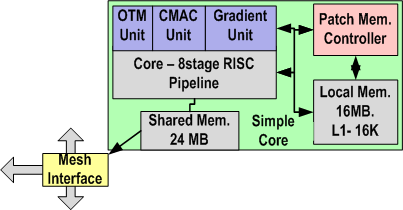 OTM
Unit
CMAC
Unit
Gradient
Unit
Patch Mem.
Controller
Core – 8stage RISC
Pipeline
Local Mem.
16MB.
L1- 16K
Shared Mem.
24 MB
Simple
Core
Mesh
Interface